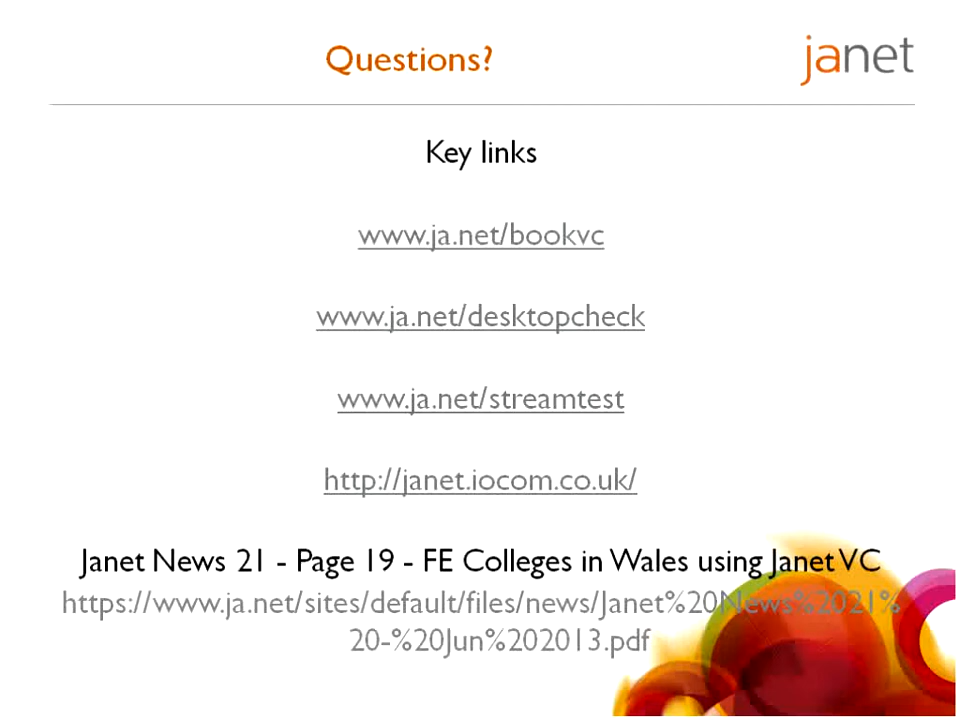 Questions?
janet
Key links
www.ja.net/bookvc
www.ja.net/desktopcheck
www.ja.net/streamtest
http://janet.iocom.co.uk/
Janet News 21 - Page 19 - FE Colleges in Wales using Janet VC
https://www.ja.net/sites/default/files/news/Janet%20News%2021%
20-%20Jun%202013.pdf